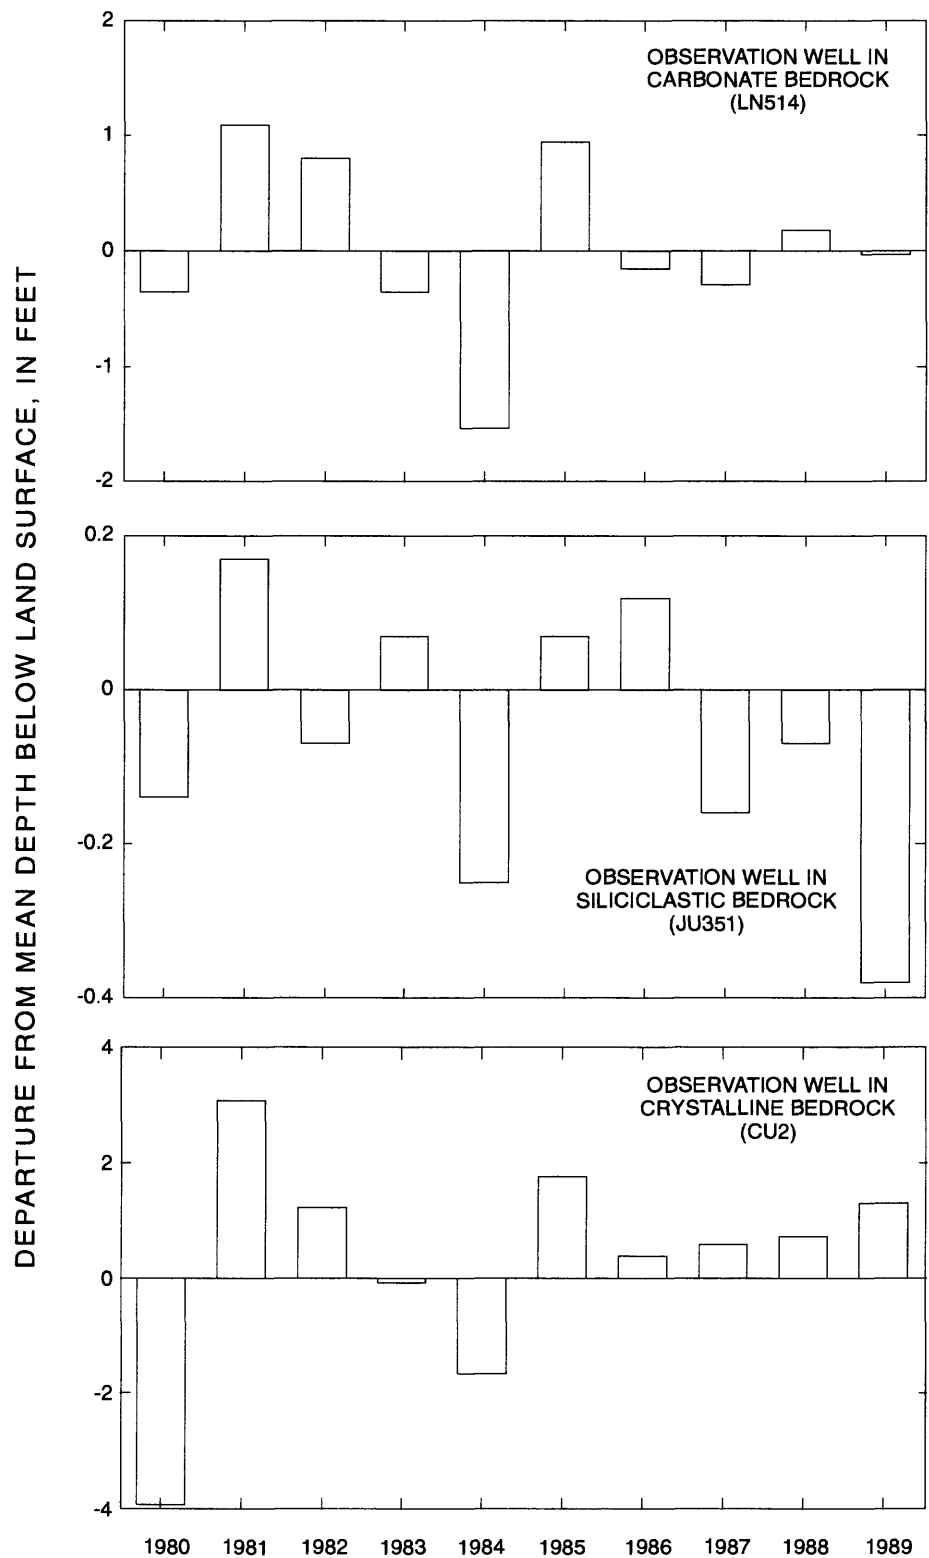 DEPARTURE FROM MEAN DEPTH BELOW LAND SURFACE, IN FEET
2
1
0
-1
-2
OBSERVATION WELL IN
CARBONATE BEDROCK
(LN514)
0.2
0
-0.2
-0.4
OBSERVATION WELL IN
SILICICLASTIC BEDROCK
(JU351)
4
2
0
-2
-4
OBSERVATION WELL IN
CRYSTALLINE BEDROCK
(CU2)
1980 1981 1982 1983 1984 1985 1986 1987 1988 1989